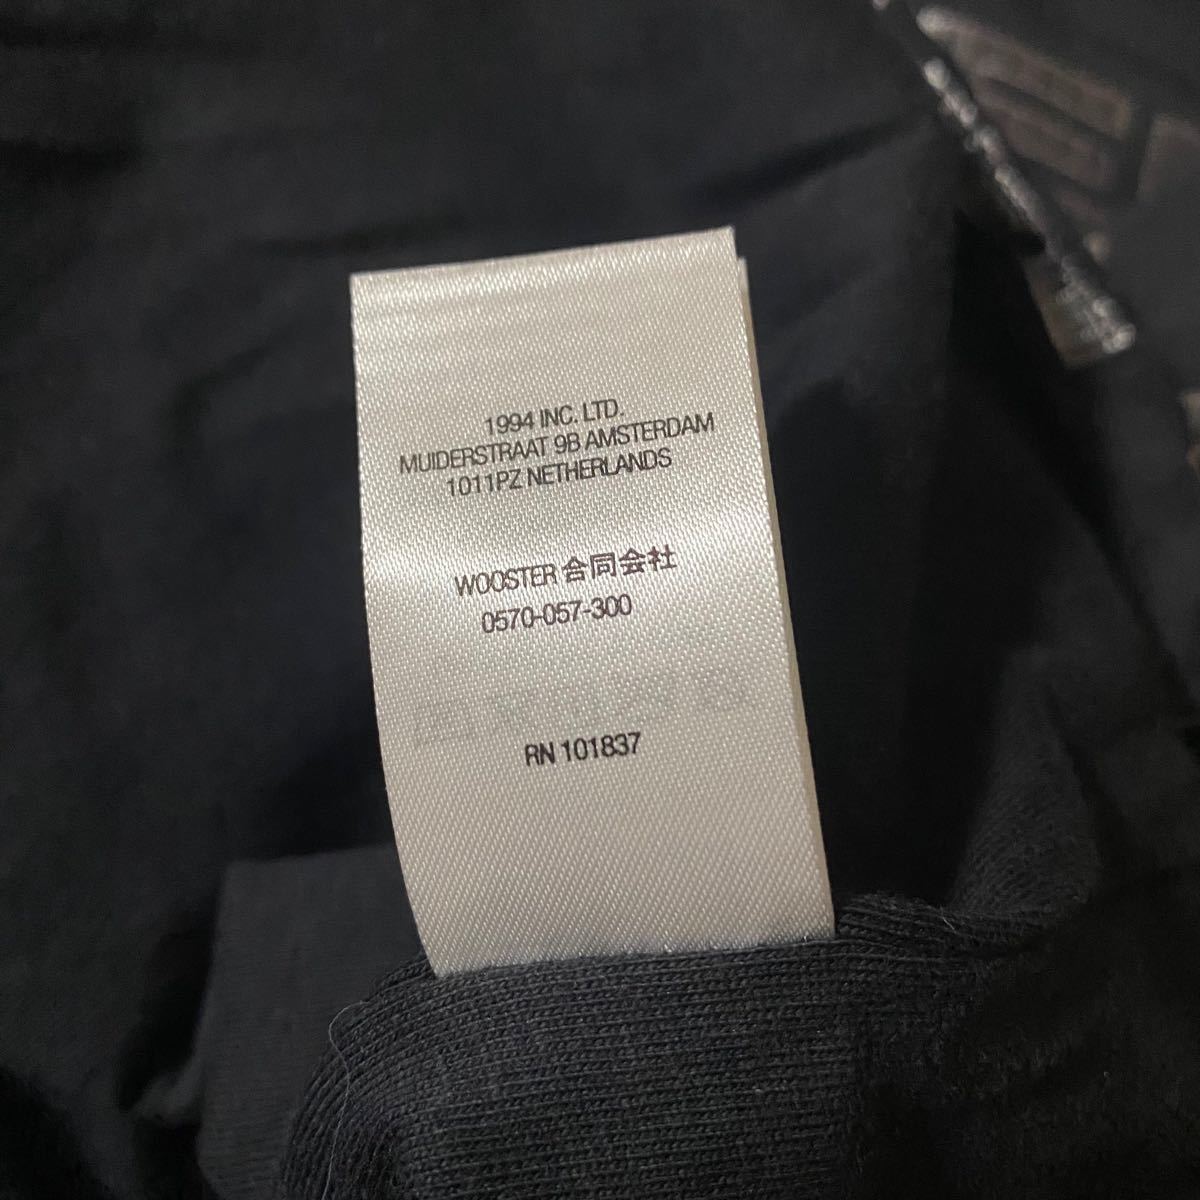 1994 INC. LTD.
MUIDERSTRAAT 9B AMSTERDAM
1011PZ NETHERLANDS
WOOSTER 合同会社
0570-057-300
RN 101837